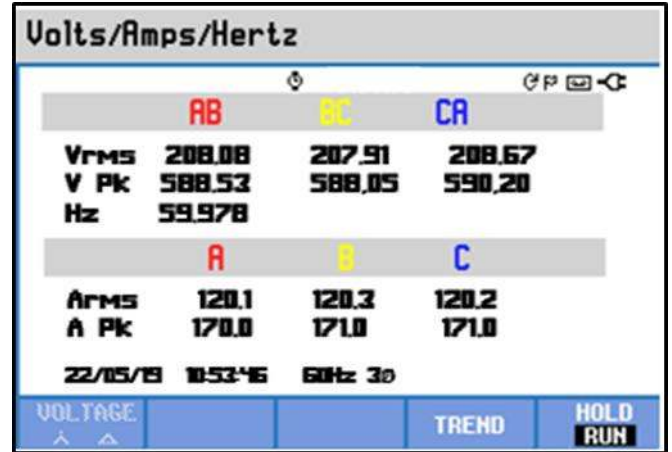 Volts/Amps/Hertz
AB BC CA
Vrms 208.08 207.91 208.67
V Pk 588.53 588,05 590,20
Hz 59.978
A B C
Arms 120.1 120.3 120.2
A Pk 170.0 171.0 171.0
22/05/19 10:53:46 60Hz 3ø
VOLTAGE TREND HOLD
RUN